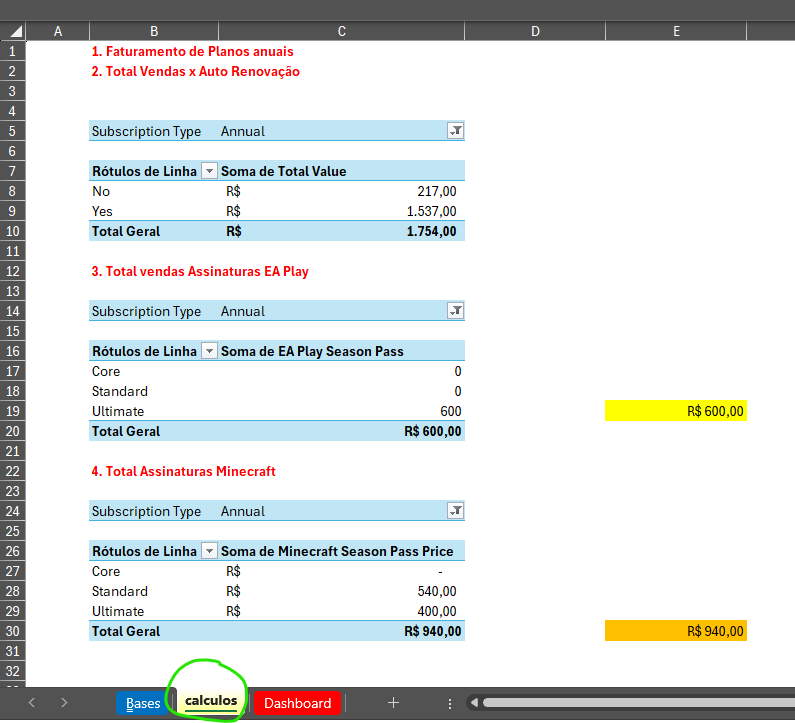 A B C D E
1 1. Faturamento de Planos anuais
2 2. Total Vendas x Auto Renovação
3
4
5 Subscription Type Annual
6
7 Rótulos de Linha Soma de Total Value
8 No R$ 217,00
9 Yes R$ 1.537,00
10 Total Geral R$ 1.754,00
11
12 3. Total vendas Assinaturas EA Play
13
14 Subscription Type Annual
15
16 Rótulos de Linha Soma de EA Play Season Pass
17 Core 0
18 Standard 0
19 Ultimate 600 R$ 600,00
20 Total Geral R$ 600,00
21
22 4. Total Assinaturas Minecraft
23
24 Subscription Type Annual
25
26 Rótulos de Linha Soma de Minecraft Season Pass Price
27 Core R$ -
28 Standard R$ 540,00
29 Ultimate R$ 400,00
30 Total Geral R$ 940,00 R$ 940,00
31
32
Bases calculos Dashboard